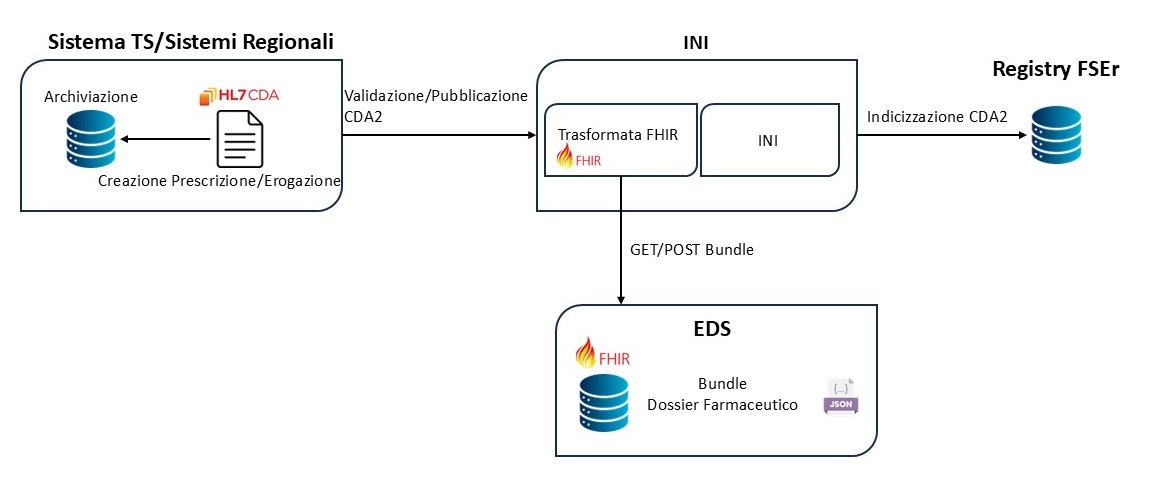 Sistema TS/Sistemi Regionali
Archiviazione
HL7 CDA
Creazione Prescrizione/Erogazione
Validazione/Pubblicazione
CDA2
INI
Trasformata FHIR
FHIR
INI
Indicizzazione CDA2
Registry FSEr
GET/POST Bundle
EDS
FHIR
Bundle
Dossier Farmaceutico
{...}
JSON